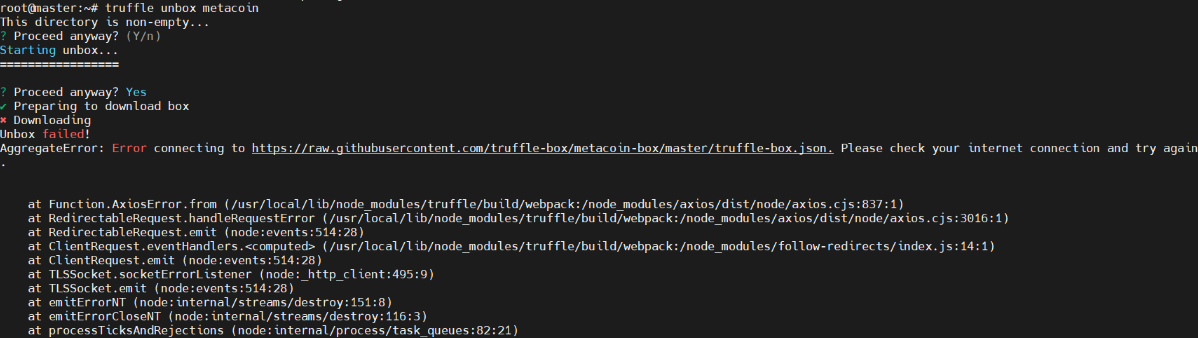 root@master:~# truffle unbox metacoin
This directory is non-empty...
? Proceed anyway? (Y/n)
Starting unbox...
=================
? Proceed anyway? Yes
✔ Preparing to download box
✖ Downloading
Unbox failed!
AggregateError: Error connecting to https://raw.githubusercontent.com/truffle-box/metacoin-box/master/truffle-box.json. Please check your internet connection and try again
.
at Function.AxiosError.from (/usr/local/lib/node_modules/truffle/build/webpack:/node_modules/axios/dist/node/axios.cjs:837:1)
at RedirectableRequest.handleRequestError (/usr/local/lib/node_modules/truffle/build/webpack:/node_modules/axios/dist/node/axios.cjs:3016:1)
at RedirectableRequest.emit (node:events:514:28)
at ClientRequest.eventHandlers.<computed> (/usr/local/lib/node_modules/truffle/build/webpack:/node_modules/follow-redirects/index.js:14:1)
at ClientRequest.emit (node:events:514:28)
at TLSSocket.socketErrorListener (node:_http_client:495:9)
at TLSSocket.emit (node:events:514:28)
at emitErrorNT (node:internal/streams/destroy:151:8)
at emitErrorCloseNT (node:internal/streams/destroy:116:3)
at processTicksAndRejections (node:internal/process/task_queues:82:21)